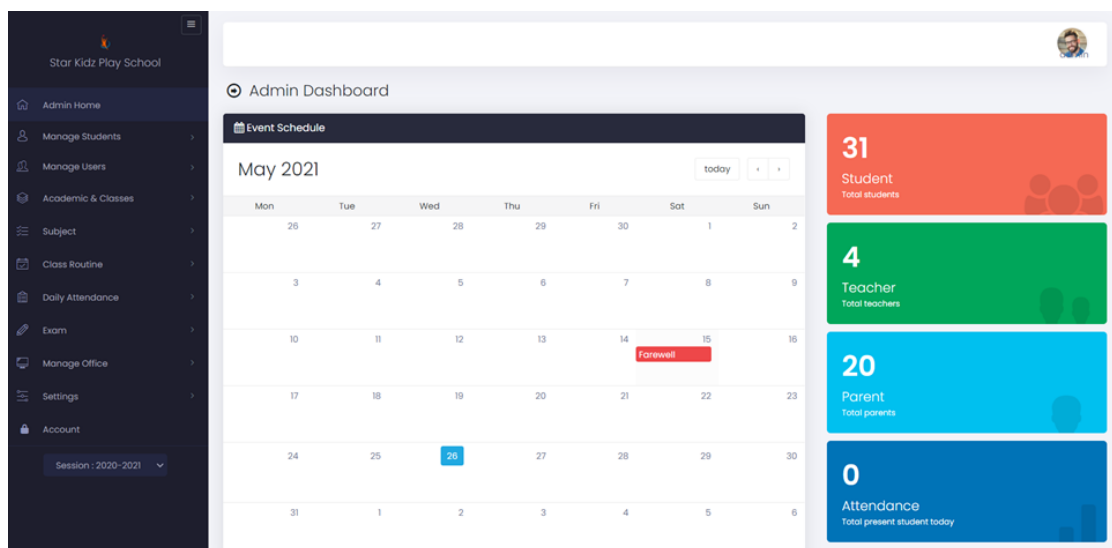 Star Kidz Play School
Admin Home
Manage Students
Manage Users
Academic & Classes
Subject
Class Routine
Daily Attendance
Exam
Manage Office
Settings
Account
Session : 2020-2021
admin
Admin Dashboard
Event Schedule
May 2021
today
Mon Tue Wed Thu Fri Sat Sun
26 27 28 29 30 1 2
3 4 5 6 7 8 9
10 11 12 13 14 15 16
Farewell
17 18 19 20 21 22 23
24 25 26 27 28 29 30
31 1 2 3 4 5 6
31
Student
Total students
4
Teacher
Total teachers
20
Parent
Total parents
0
Attendance
Total present student today